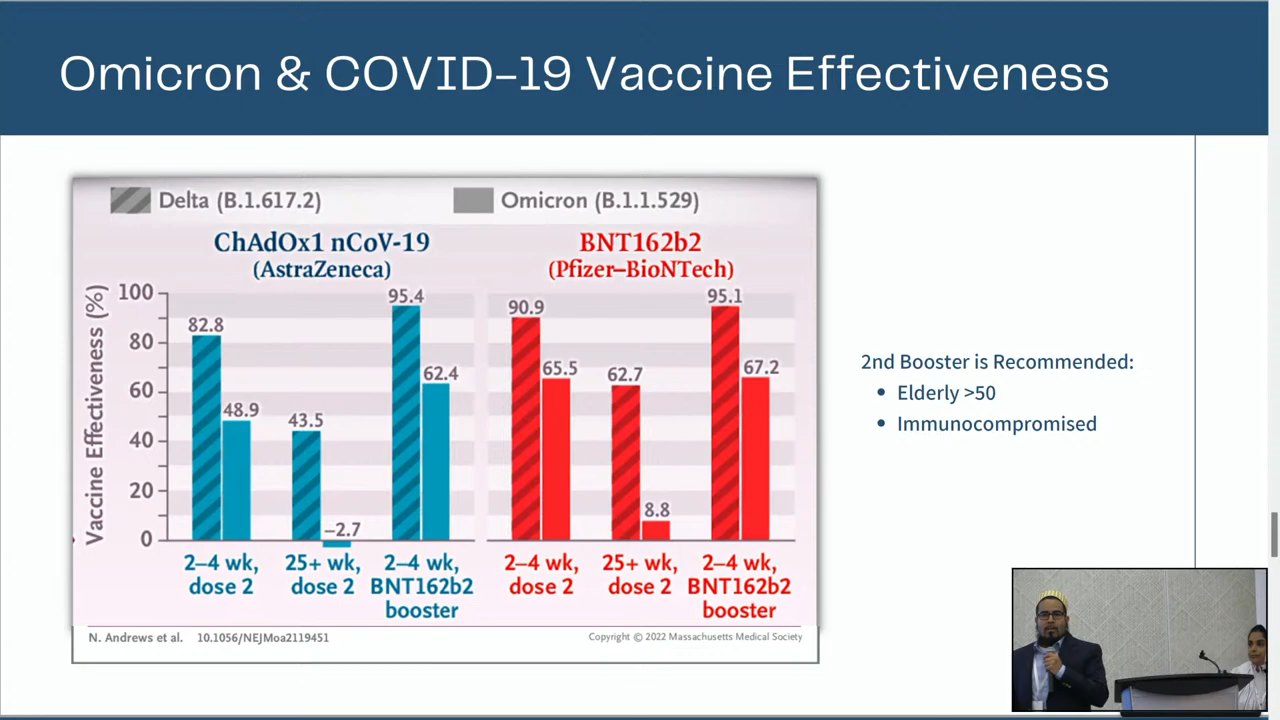 Omicron & COVID-19 Vaccine Effectiveness
Delta (B.1.617.2)
Omicron (B.1.1.529)
ChAdOx1 nCoV-19
(AstraZeneca)
BNT162b2
(Pfizer–BioNTech)
Vaccine Effectiveness (%)
100
80
60
40
20
0
82.8
48.9
43.5
–2.7
95.4
62.4
90.9
65.5
62.7
8.8
95.1
67.2
2–4 wk,
dose 2
25+ wk,
dose 2
2–4 wk,
BNT162b2
booster
2–4 wk,
dose 2
25+ wk,
dose 2
2–4 wk,
BNT162b2
booster
N. Andrews et al. 10.1056/NEJMoa2119451
Copyright © 2022 Massachusetts Medical Society
2nd Booster is Recommended:
• Elderly >50
• Immunocompromised